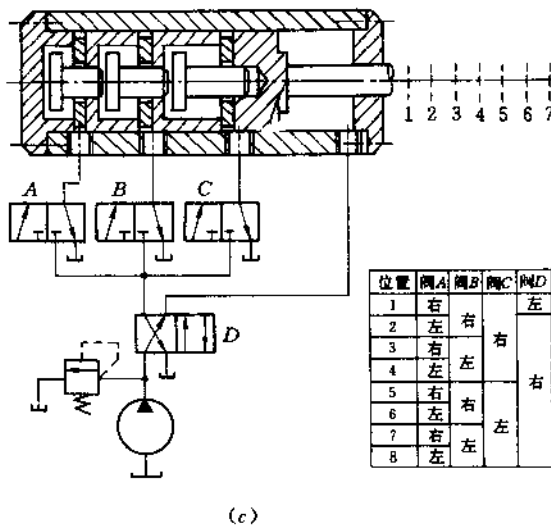 1 2 3 4 5 6 7
A B C
D
位置 阀A 阀B 阀C 阀D
1 右 右 右 左
2 左 右
3 右 左
4 左
5 右 右 左
6 左
7 右 左
8 左
(c)